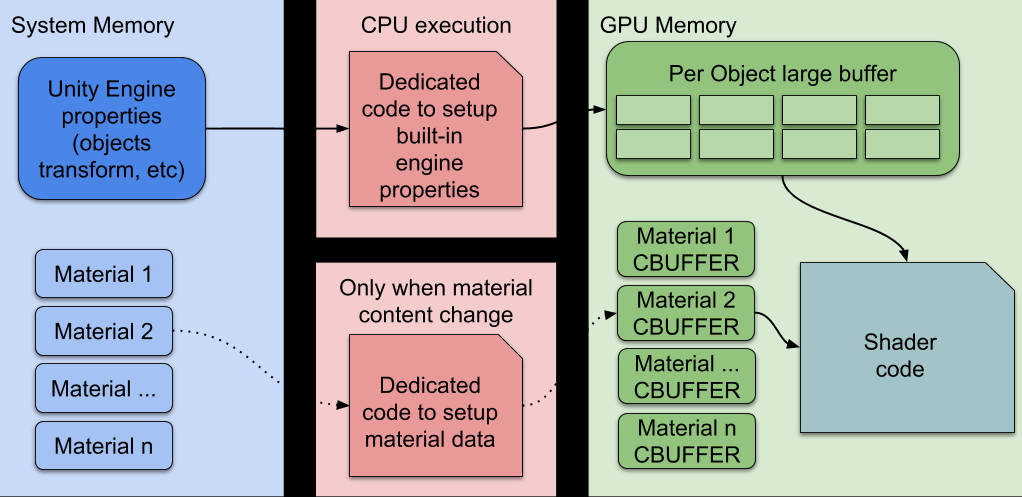 System Memory
Unity Engine
properties
(objects
transform, etc)
Material 1
Material 2
Material ...
Material n
CPU execution
Dedicated
code to setup
built-in
engine
properties
Only when material
content change
Dedicated
code to setup
material data
GPU Memory
Per Object large buffer
Material 1
CBUFFER
Material 2
CBUFFER
Material ...
CBUFFER
Material n
CBUFFER
Shader
code